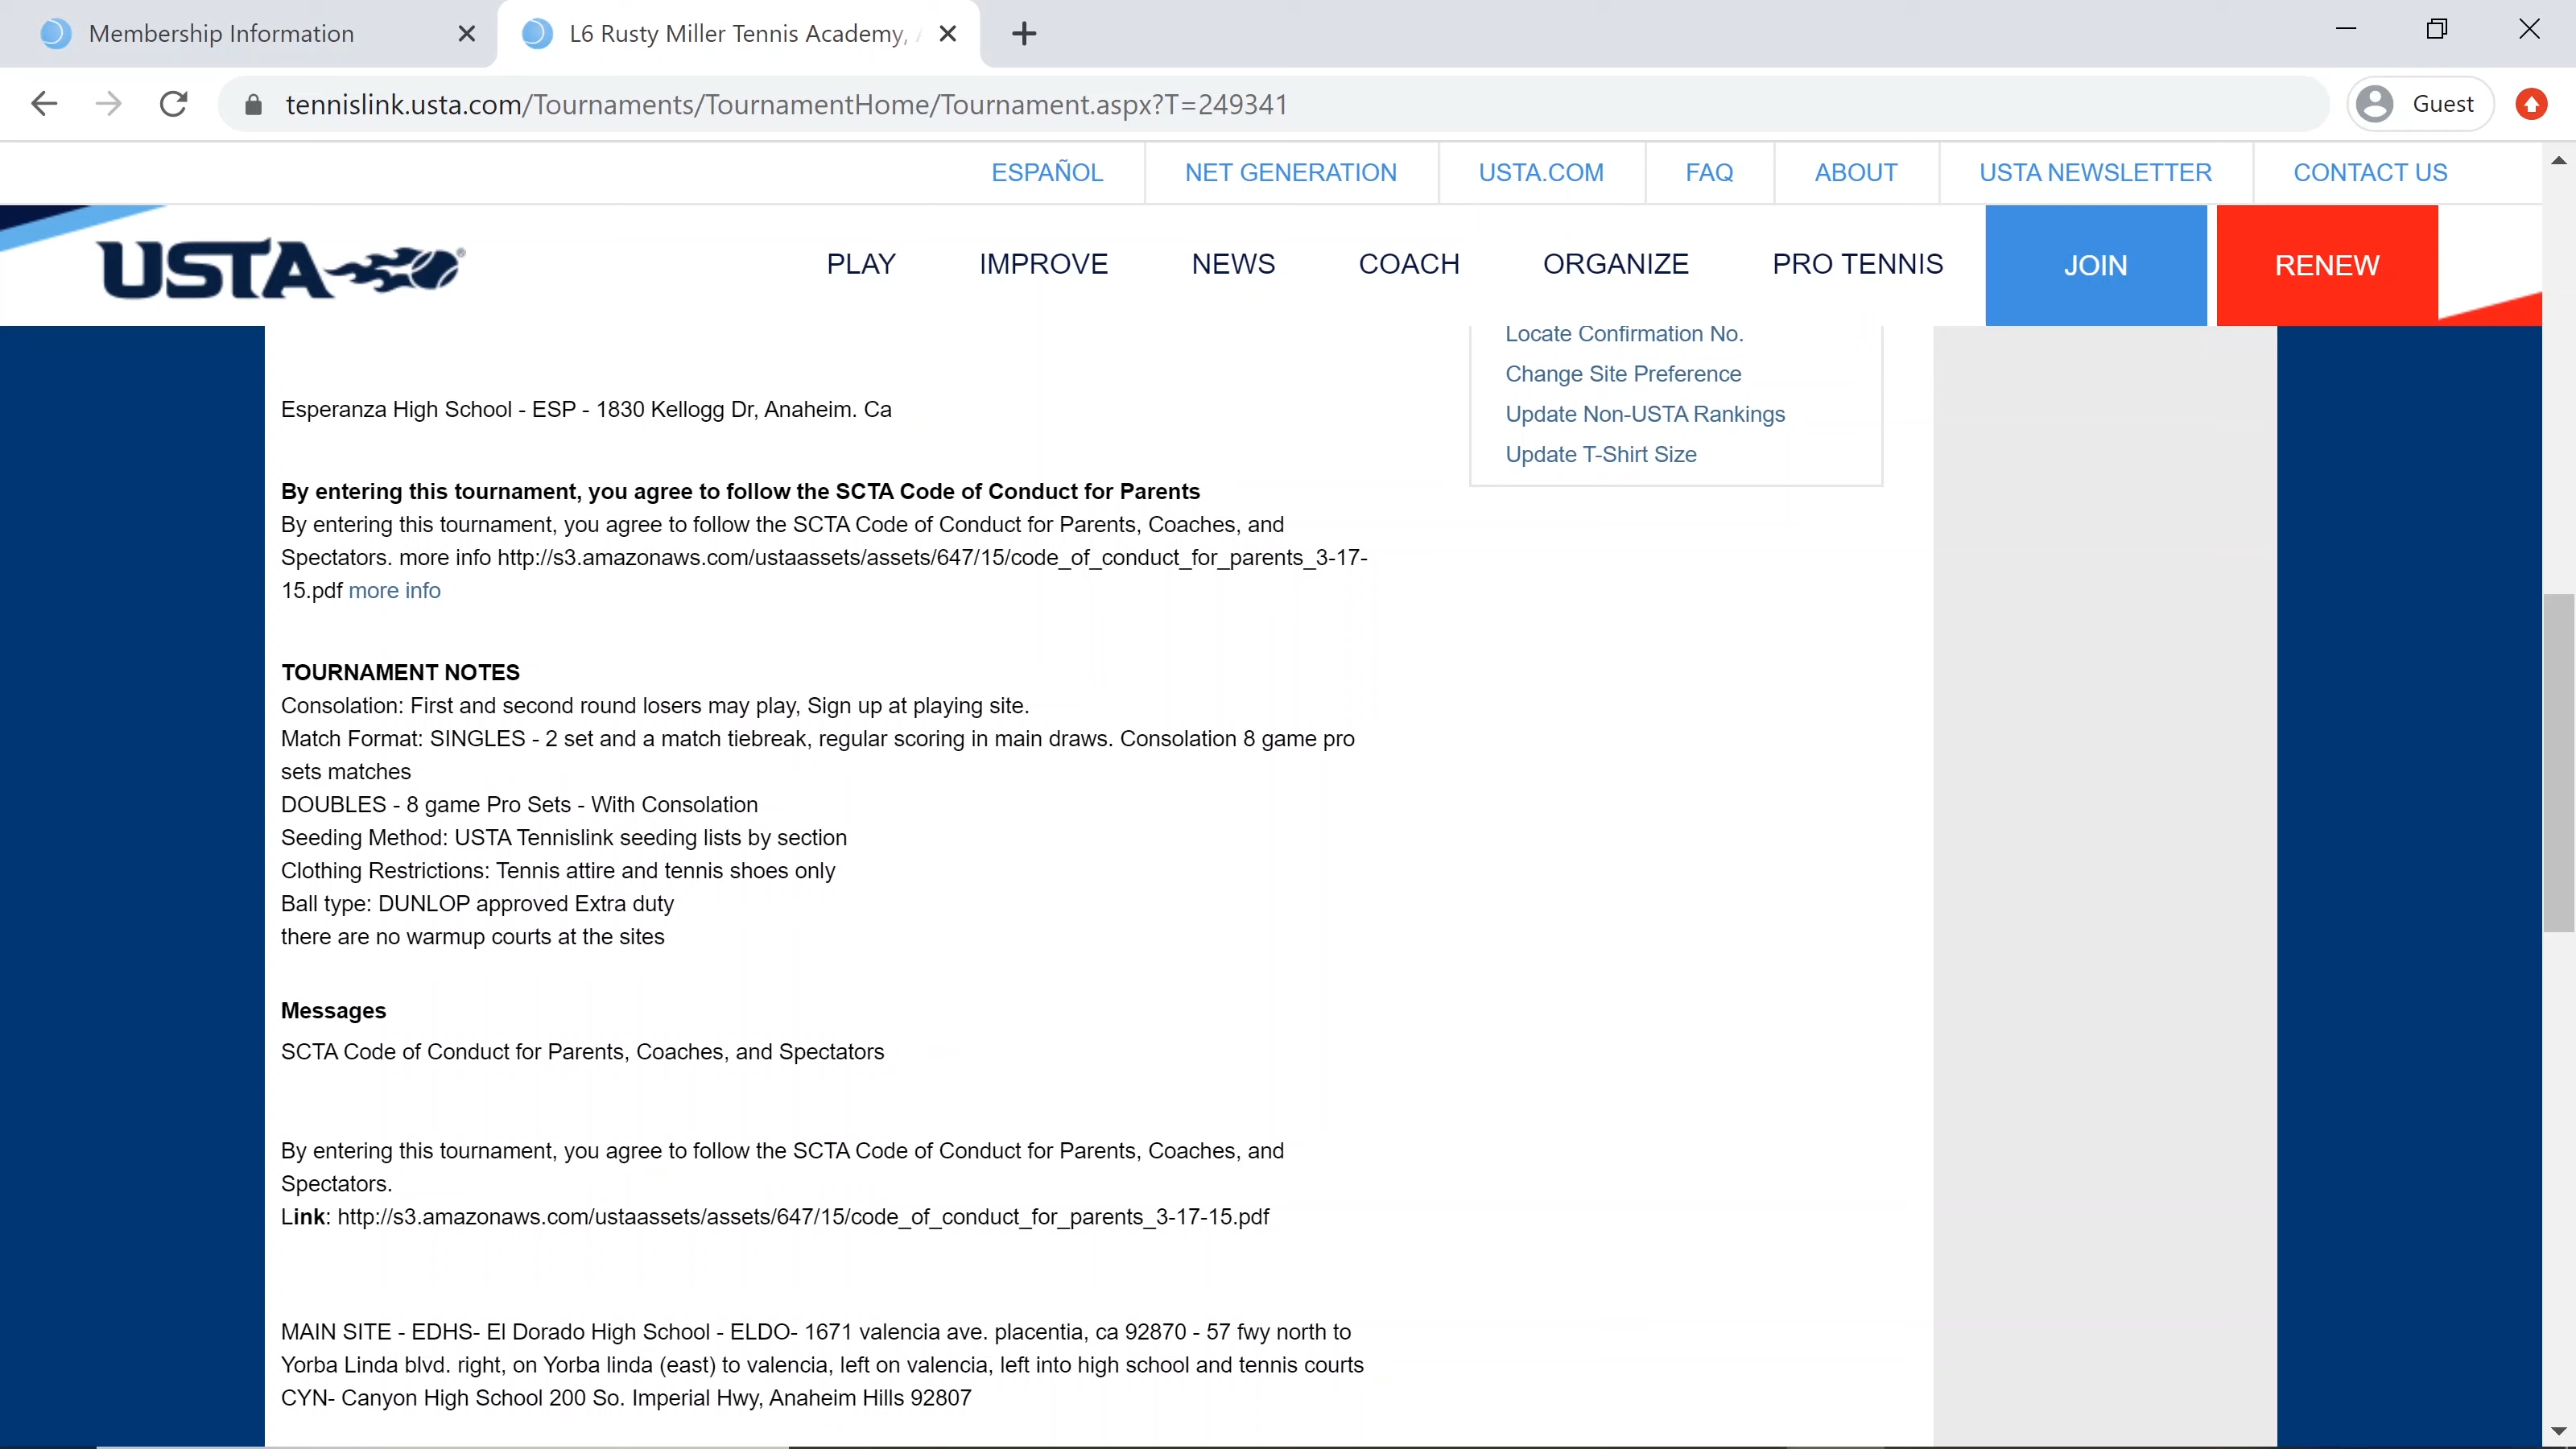 Membership Information
L6 Rusty Miller Tennis Academy,
tennislink.usta.com/Tournaments/TournamentHome/Tournament.aspx?T=249341
Guest
ESPAÑOL NET GENERATION USTA.COM FAQ ABOUT USTA NEWSLETTER CONTACT US
USTA
PLAY IMPROVE NEWS COACH ORGANIZE PRO TENNIS JOIN RENEW
Locate Confirmation No.
Change Site Preference
Update Non-USTA Rankings
Update T-Shirt Size
Esperanza High School - ESP - 1830 Kellogg Dr, Anaheim. Ca
By entering this tournament, you agree to follow the SCTA Code of Conduct for Parents
By entering this tournament, you agree to follow the SCTA Code of Conduct for Parents, Coaches, and
Spectators. more info http://s3.amazonaws.com/ustaassets/assets/647/15/code_of_conduct_for_parents_3-17-
15.pdf more info
TOURNAMENT NOTES
Consolation: First and second round losers may play, Sign up at playing site.
Match Format: SINGLES - 2 set and a match tiebreak, regular scoring in main draws. Consolation 8 game pro
sets matches
DOUBLES - 8 game Pro Sets - With Consolation
Seeding Method: USTA Tennislink seeding lists by section
Clothing Restrictions: Tennis attire and tennis shoes only
Ball type: DUNLOP approved Extra duty
there are no warmup courts at the sites
Messages
SCTA Code of Conduct for Parents, Coaches, and Spectators
By entering this tournament, you agree to follow the SCTA Code of Conduct for Parents, Coaches, and
Spectators.
Link: http://s3.amazonaws.com/ustaassets/assets/647/15/code_of_conduct_for_parents_3-17-15.pdf
MAIN SITE - EDHS- El Dorado High School - ELDO- 1671 valencia ave. placentia, ca 92870 - 57 fwy north to
Yorba Linda blvd. right, on Yorba linda (east) to valencia, left on valencia, left into high school and tennis courts
CYN- Canyon High School 200 So. Imperial Hwy, Anaheim Hills 92807